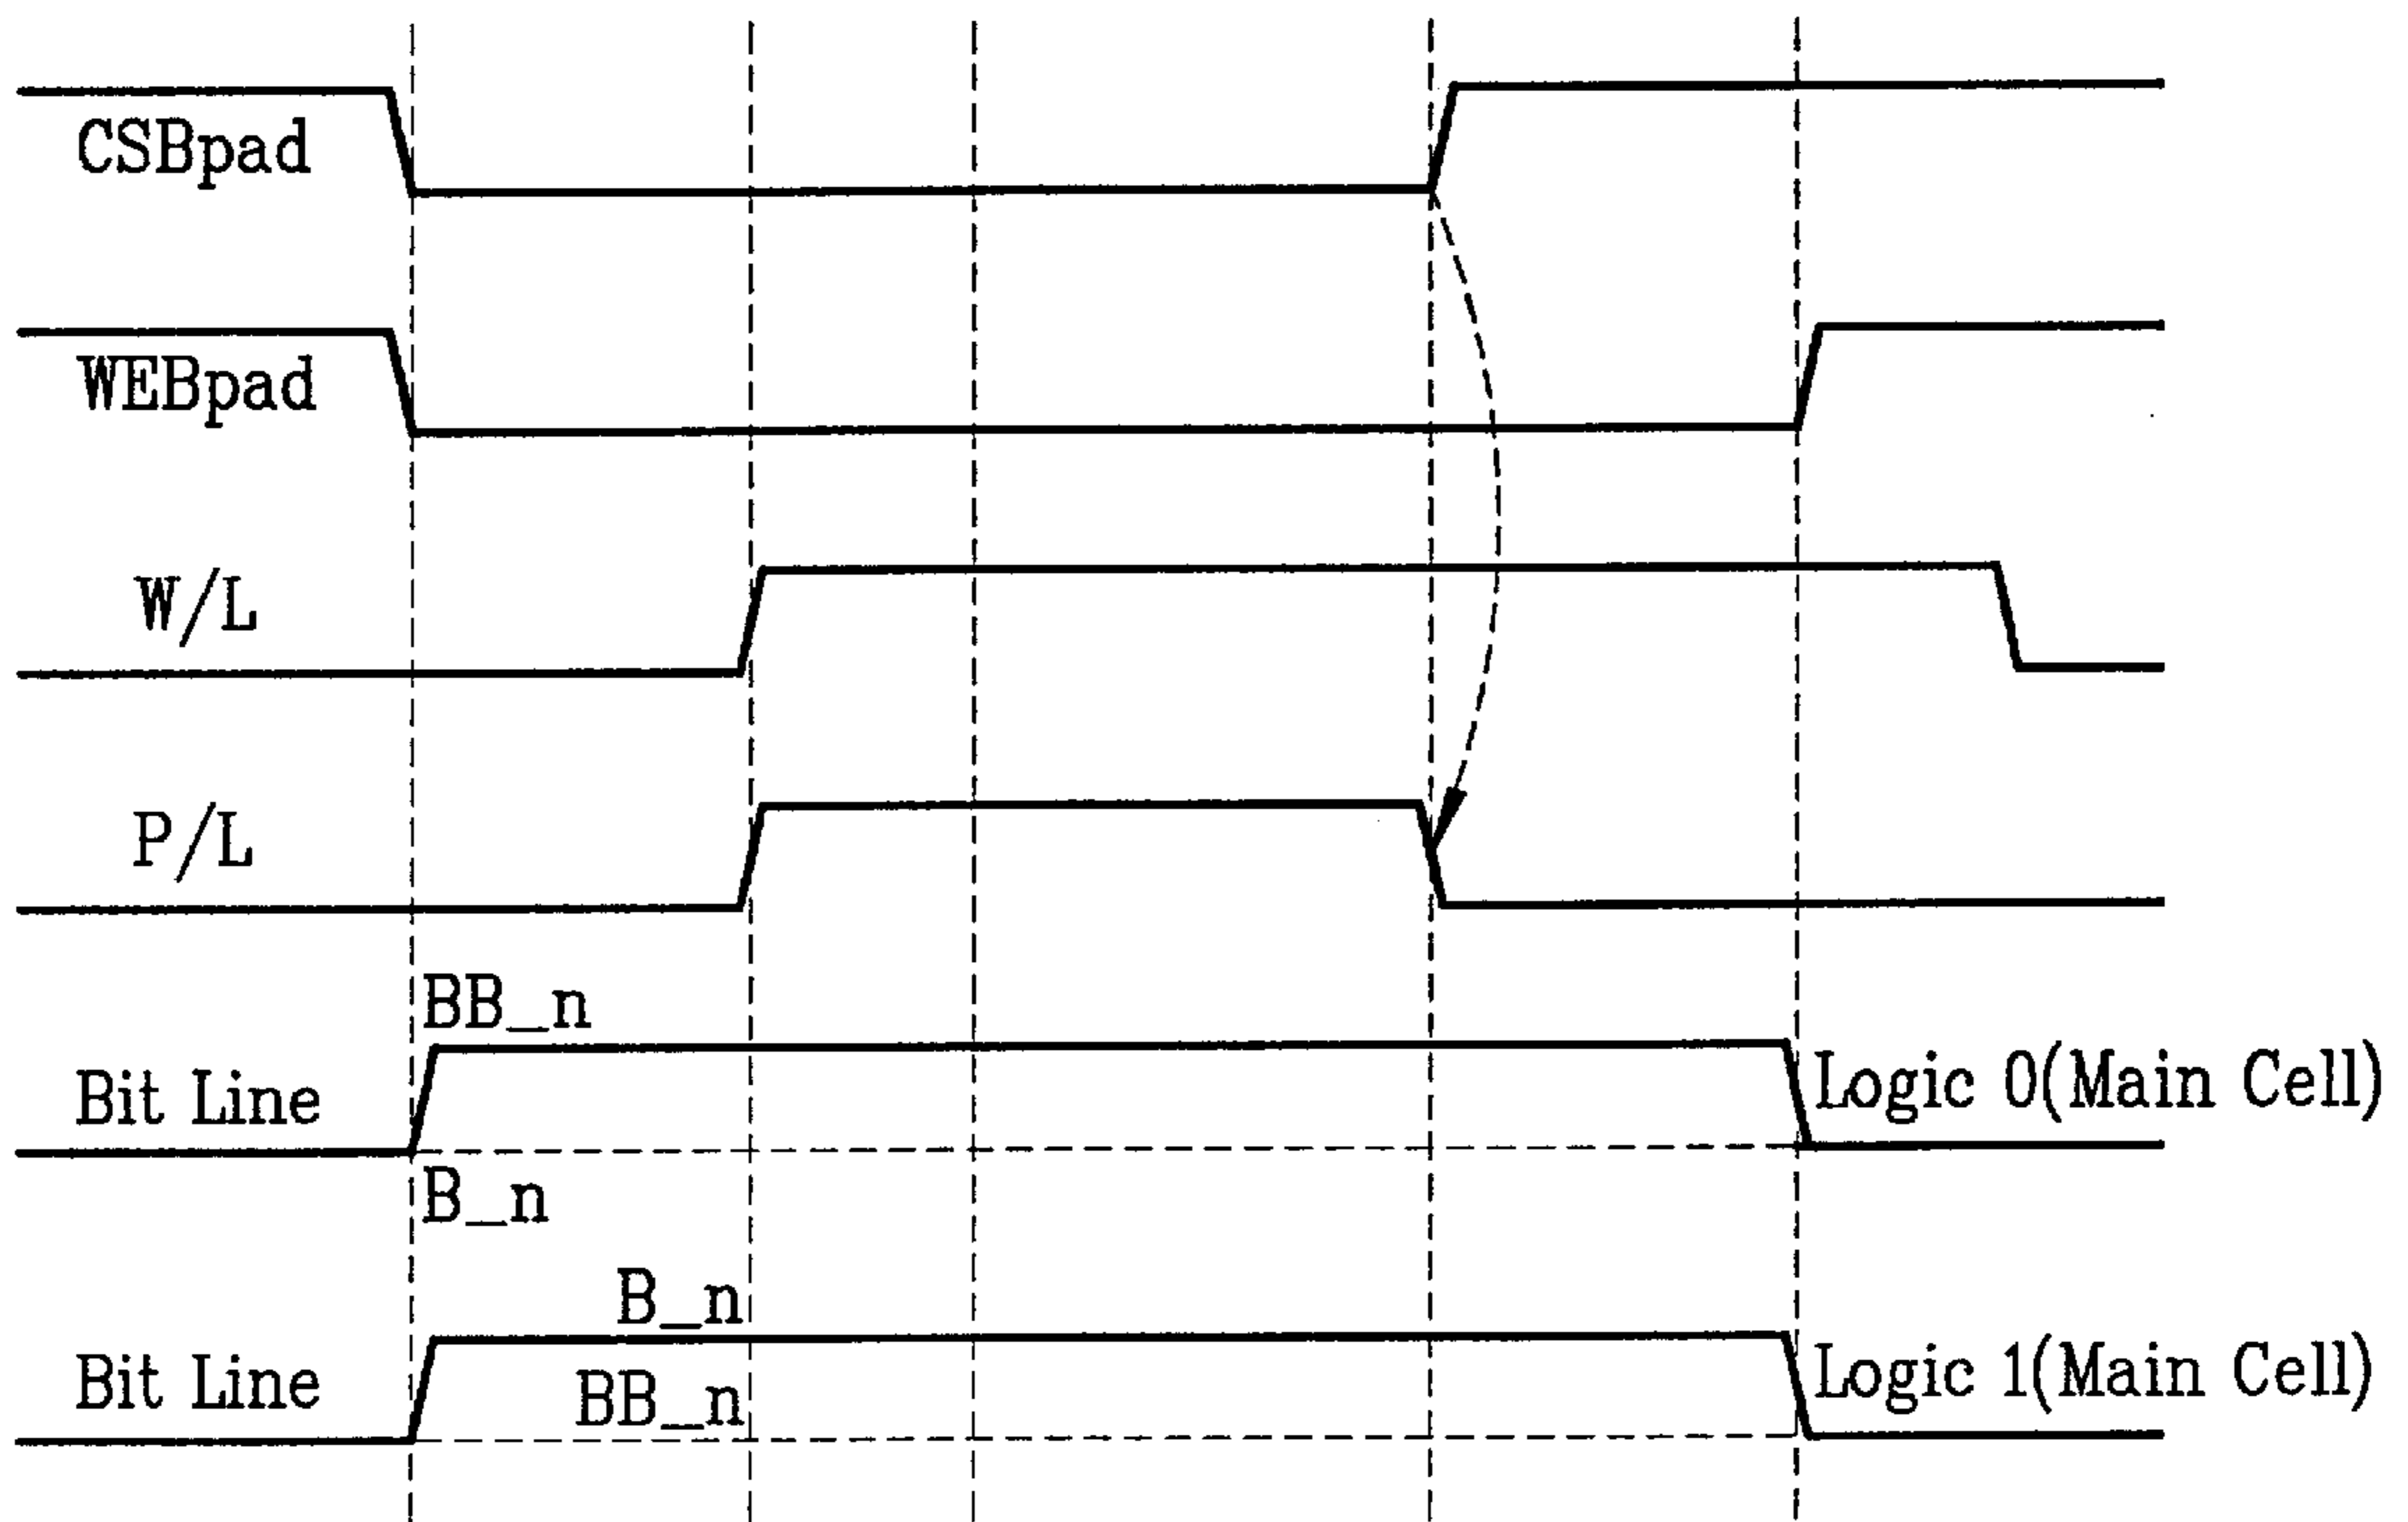 CSBpad
WEBpad
W/L
P/L
BB_n
Bit Line
Logic 0(Main Cell)
B_n
B_n
Bit Line
BB_n
Logic 1(Main Cell)